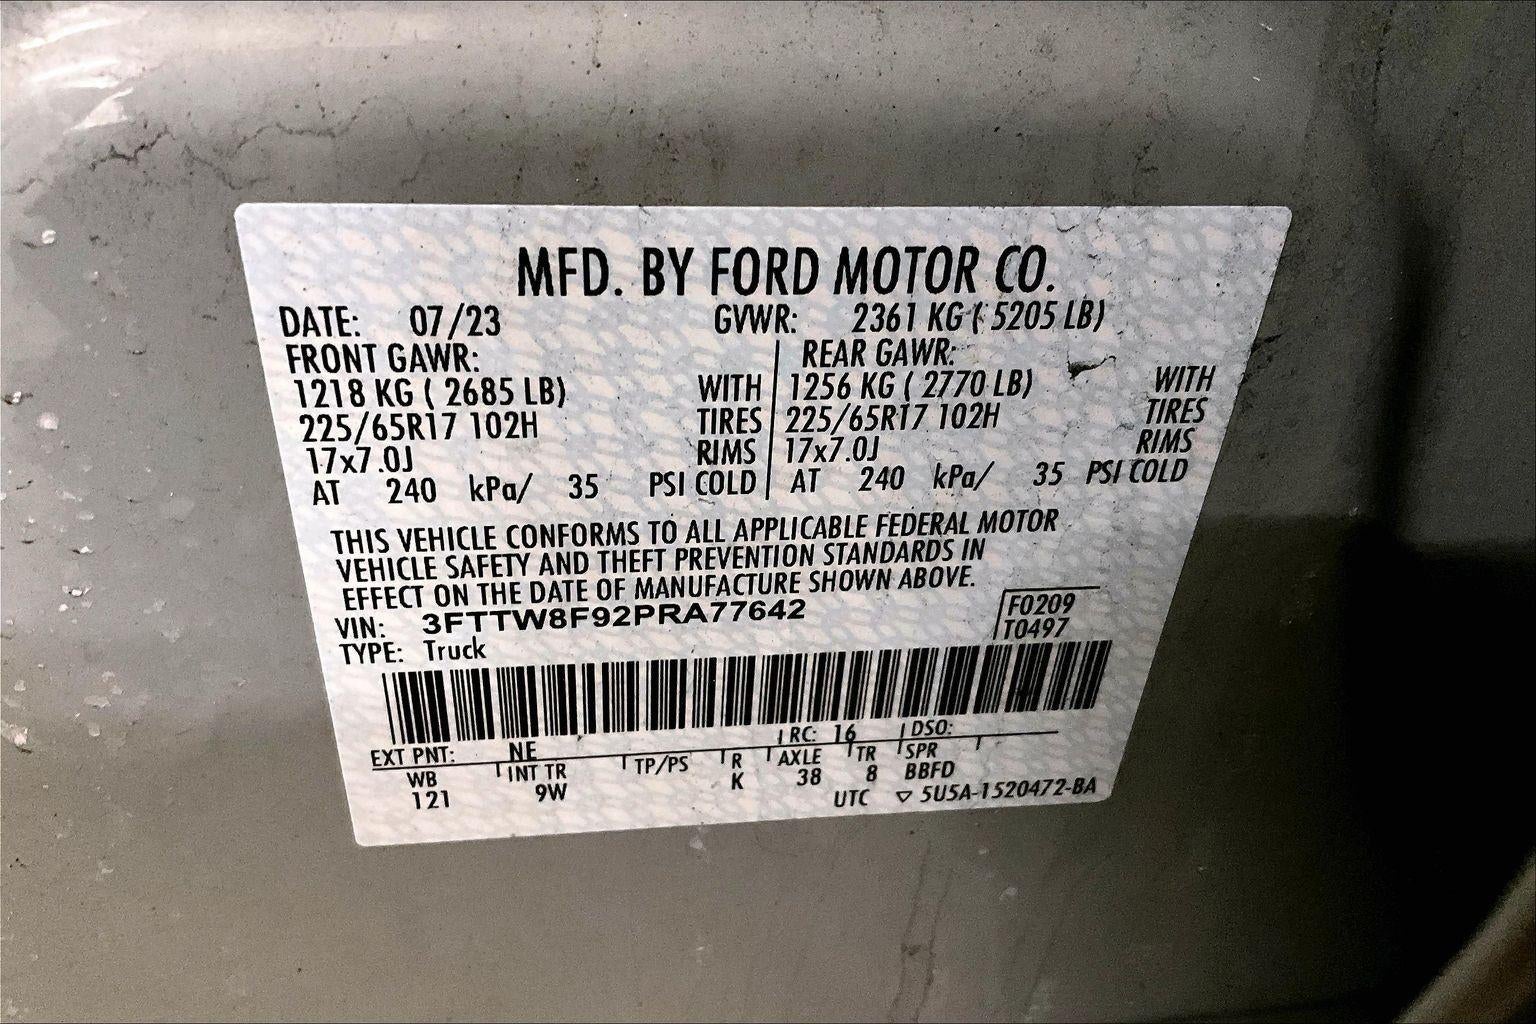 MFD. BY FORD MOTOR CO.
DATE: 07/23 GVWR: 2361 KG ( 5205 LB)
FRONT GAWR: REAR GAWR:
1218 KG ( 2685 LB) WITH 1256 KG ( 2770 LB) WITH
225/65R17 102H TIRES 225/65R17 102H TIRES
17x7.0J RIMS 17x7.0J RIMS
AT 240 kPa/ 35 PSI COLD AT 240 kPa/ 35 PSI COLD
THIS VEHICLE CONFORMS TO ALL APPLICABLE FEDERAL MOTOR
VEHICLE SAFETY AND THEFT PREVENTION STANDARDS IN
EFFECT ON THE DATE OF MANUFACTURE SHOWN ABOVE.
VIN: 3FTTW8F92PRA77642 F0209
TYPE: Truck T0497
EXT PNT: NE RC: 16 DSO:
WB INT TR TP/PS R AXLE TR SPR
121 9W K 38 8 BBFD
UTC ▽ 5U5A-1520472-BA